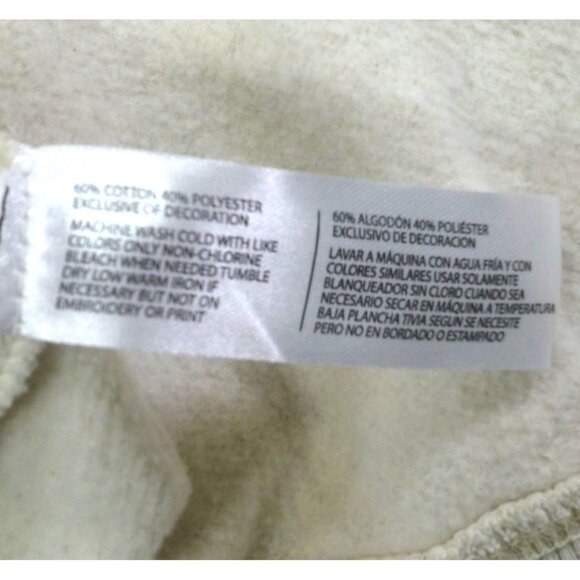 60% COTTON 40% POLYESTER
EXCLUSIVE OF DECORATION
MACHINE WASH COLD WITH LIKE
COLORS ONLY NON-CHLORINE
BLEACH WHEN NEEDED TUMBLE
DRY LOW WARM IRON IF
NECESSARY BUT NOT ON
EMBROIDERY OR PRINT
60% ALGODÓN 40% POLIÉSTER
EXCLUSIVO DE DECORACION
LAVAR A MÁQUINA CON AGUA FRÍA Y CON
COLORES SIMILARES USAR SOLAMENTE
BLANQUEADOR SIN CLORO CUANDO SEA
NECESARIO SECAR EN MÁQUINA A TEMPERATURA
BAJA PLANCHA TIVIA SEGUN SE NECESITE
PERO NO EN BORDADO O ESTAMPADO